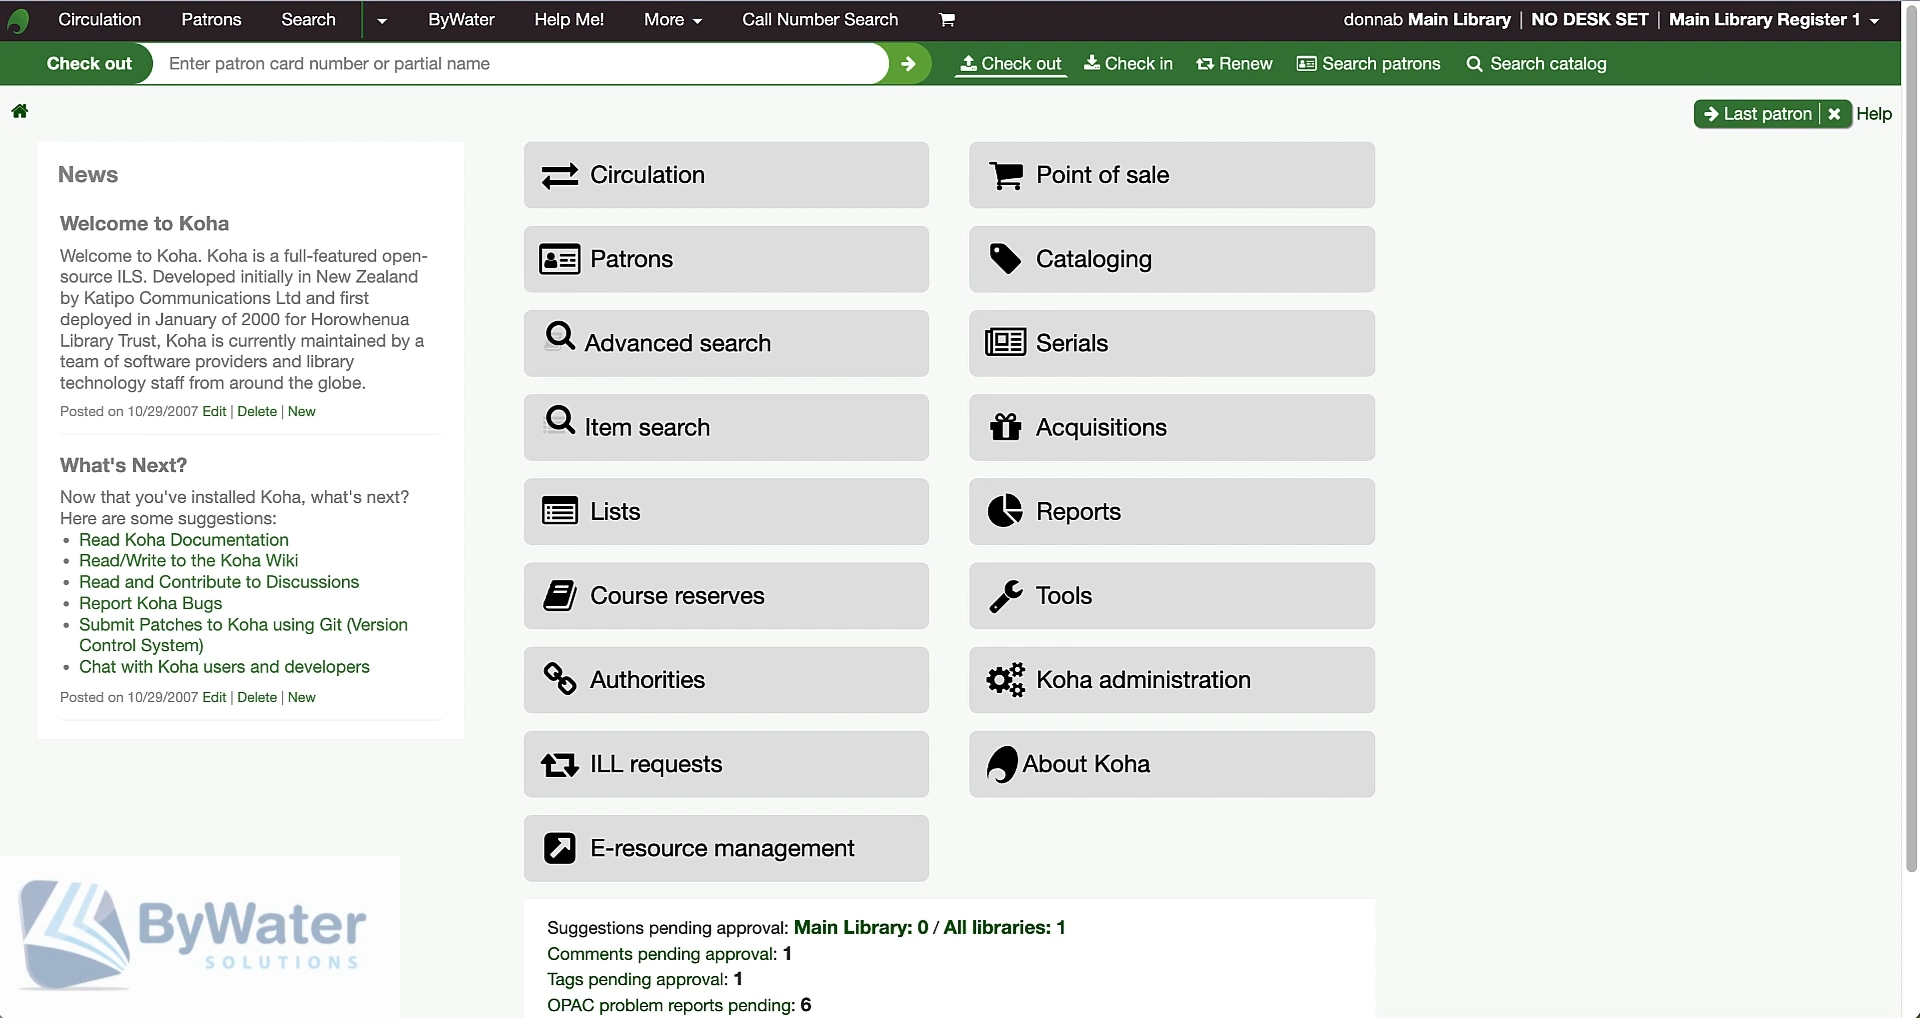 Circulation Patrons Search ByWater Help Me! More Call Number Search donnab Main Library | NO DESK SET | Main Library Register 1
Check out Enter patron card number or partial name Check out Check in Renew Search patrons Search catalog
Last patron Help
News
Welcome to Koha
Welcome to Koha. Koha is a full-featured open-
source ILS. Developed initially in New Zealand
by Katipo Communications Ltd and first
deployed in January of 2000 for Horowhenua
Library Trust, Koha is currently maintained by a
team of software providers and library
technology staff from around the globe.
Posted on 10/29/2007 Edit | Delete | New
What's Next?
Now that you've installed Koha, what's next?
Here are some suggestions:
• Read Koha Documentation
• Read/Write to the Koha Wiki
• Read and Contribute to Discussions
• Report Koha Bugs
• Submit Patches to Koha using Git (Version
Control System)
• Chat with Koha users and developers
Posted on 10/29/2007 Edit | Delete | New
Circulation
Patrons
Advanced search
Item search
Lists
Course reserves
Authorities
ILL requests
E-resource management
Point of sale
Cataloging
Serials
Acquisitions
Reports
Tools
Koha administration
About Koha
Suggestions pending approval: Main Library: 0 / All libraries: 1
Comments pending approval: 1
Tags pending approval: 1
OPAC problem reports pending: 6
ByWater
SOLUTIONS